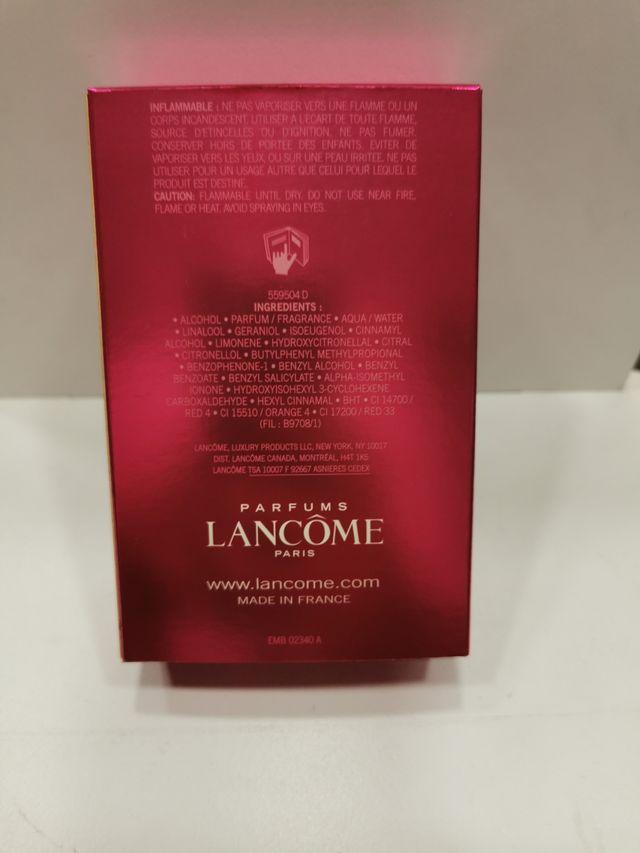 INFLAMMABLE : NE PAS VAPORISER VERS UNE FLAMME OU UN
CORPS INCANDESCENT. UTILISER A L'ECART DE TOUTE FLAMME,
SOURCE D'ETINCELLES OU D'IGNITION, NE PAS FUMER.
CONSERVER HORS DE PORTEE DES ENFANTS. EVITER DE
VAPORISER VERS LES YEUX, OU SUR UNE PEAU IRRITEE. NE PAS
UTILISER POUR UN USAGE AUTRE QUE CELUI POUR LEQUEL LE
PRODUIT EST DESTINE.
CAUTION: FLAMMABLE UNTIL DRY. DO NOT USE NEAR FIRE,
FLAME OR HEAT. AVOID SPRAYING IN EYES.
559504 D
INGREDIENTS :
• ALCOHOL • PARFUM / FRAGRANCE • AQUA / WATER
• LINALOOL • GERANIOL • ISOEUGENOL • CINNAMYL
ALCOHOL • LIMONENE • HYDROXYCITRONELLAL • CITRAL
• CITRONELLOL • BUTYLPHENYL METHYLPROPIONAL
• BENZOPHENONE-1 • BENZYL ALCOHOL • BENZYL
BENZOATE • BENZYL SALICYLATE • ALPHA-ISOMETHYL
IONONE • HYDROXYISOHEXYL 3-CYCLOHEXENE
CARBOXALDEHYDE • HEXYL CINNAMAL • BHT • CI 14700 /
RED 4 • CI 15510 / ORANGE 4 • CI 17200 / RED 33
(FIL : B9708/1)
LANCÔME, LUXURY PRODUCTS LLC, NEW YORK, NY 10017
DIST. LANCÔME CANADA, MONTRÉAL, H4T 1K5
LANCÔME TSA 10007 F 92667 ASNIERES CEDEX
PARFUMS
LANCÔME
PARIS
www.lancome.com
MADE IN FRANCE
EMB 02340 A